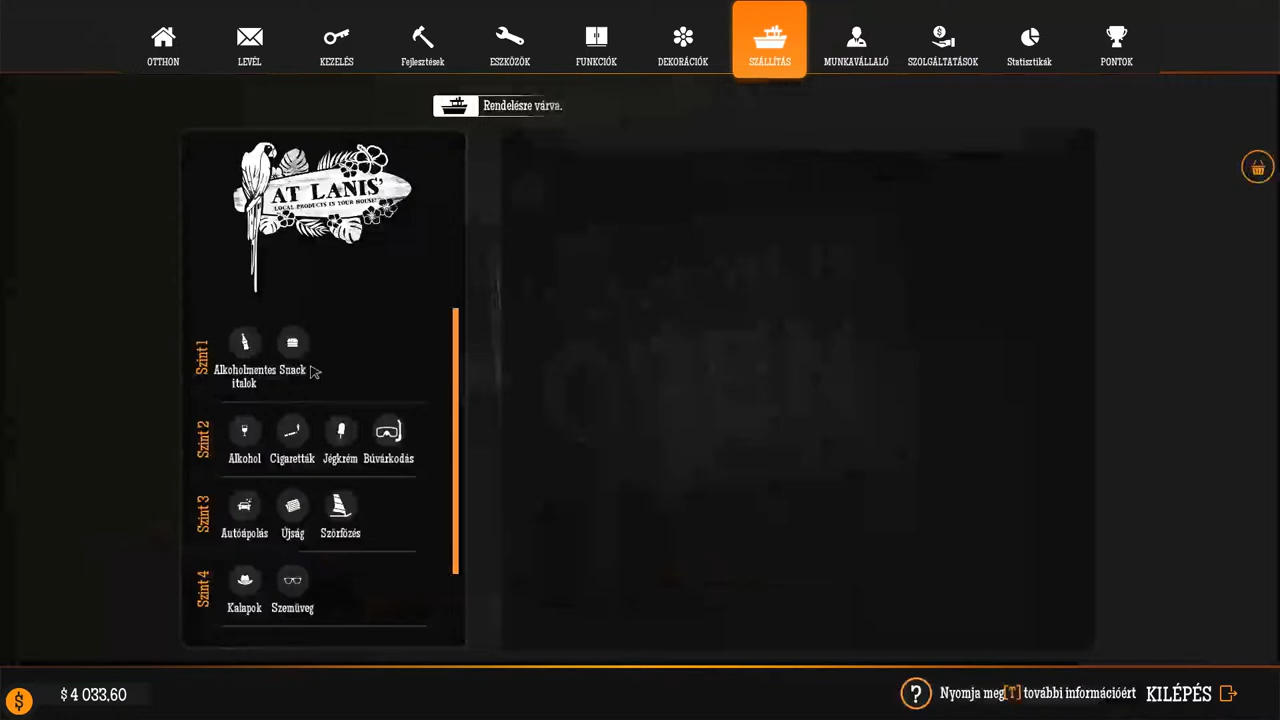 OTTHON LEVÉL KEZELÉS Fejlesztések ESZKÖZÖK FUNKCIÓK DEKORÁCIÓK SZÁLLÍTÁS MUNKAVÁLLALÓ SZOLGÁLTATÁSOK Statisztikák PONTOK
Rendelésre várva.
AT LANIS'
LOCAL PRODUCTS IN YOUR HOUSE!
Szint 1
Alkoholmentes italok
Snack
Szint 2
Alkohol Cigaretták Jégkrém Búvárkodás
Szint 3
Autóápolás Újság Szörfözés
Szint 4
Kalapok Szemüveg
$ $ 4 033,60
? Nyomja meg[T] további információért KILÉPÉS